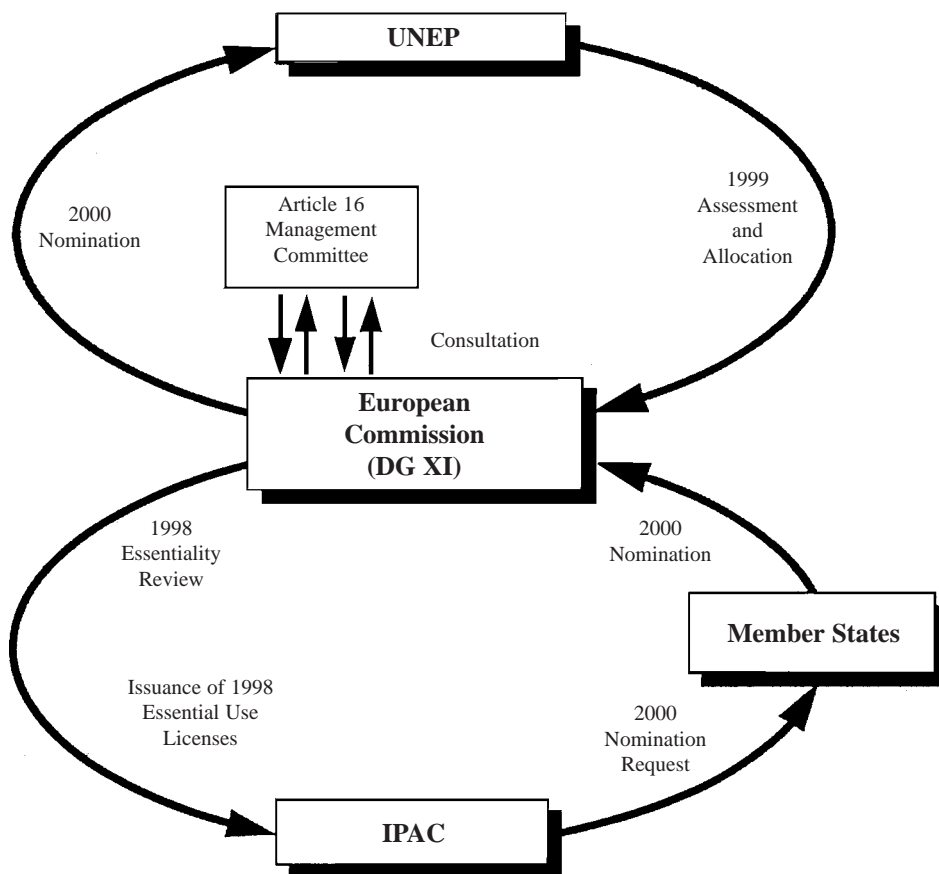 UNEP
2000
Nomination
Article 16
Management
Committee
1999
Assessment
and
Allocation
Consultation
European
Commission
(DG XI)
1998
Essentiality
Review
2000
Nomination
Member States
Issuance of 1998
Essential Use
Licenses
2000
Nomination
Request
IPAC